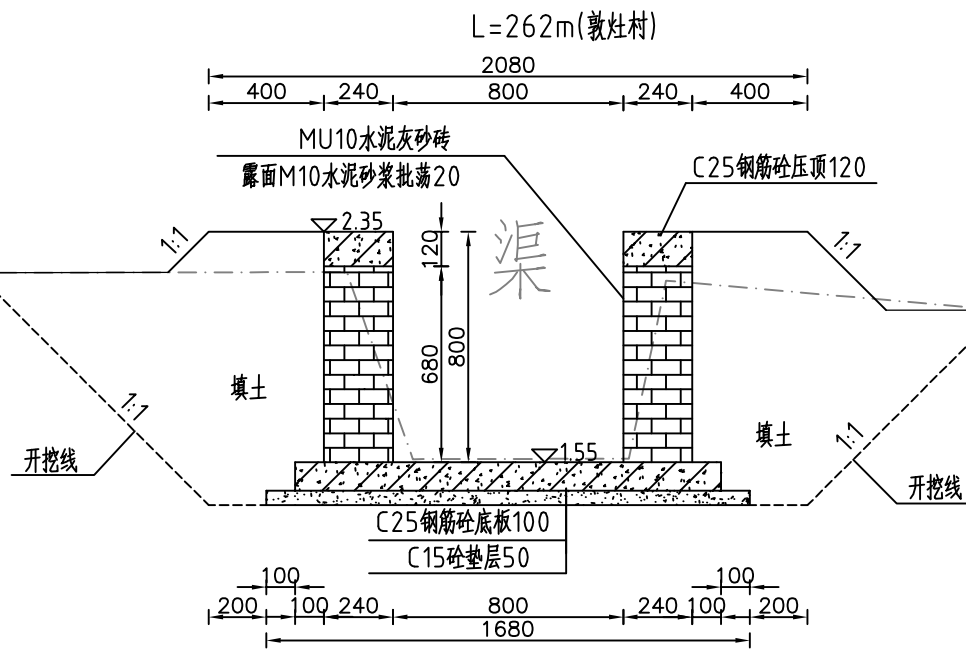 L=262m(敦灶村)
2080
400 240 800 240 400
MU10水泥灰砂砖
露面M10水泥砂浆批荡20
C25钢筋砼压顶120
2.35
1:1
1:1
渠
120
680
800
填土
填土
1:1
1:1
1.55
开挖线
开挖线
C25钢筋砼底板100
C15砼垫层50
100 100
200 100 240 800 240 100 200
1680